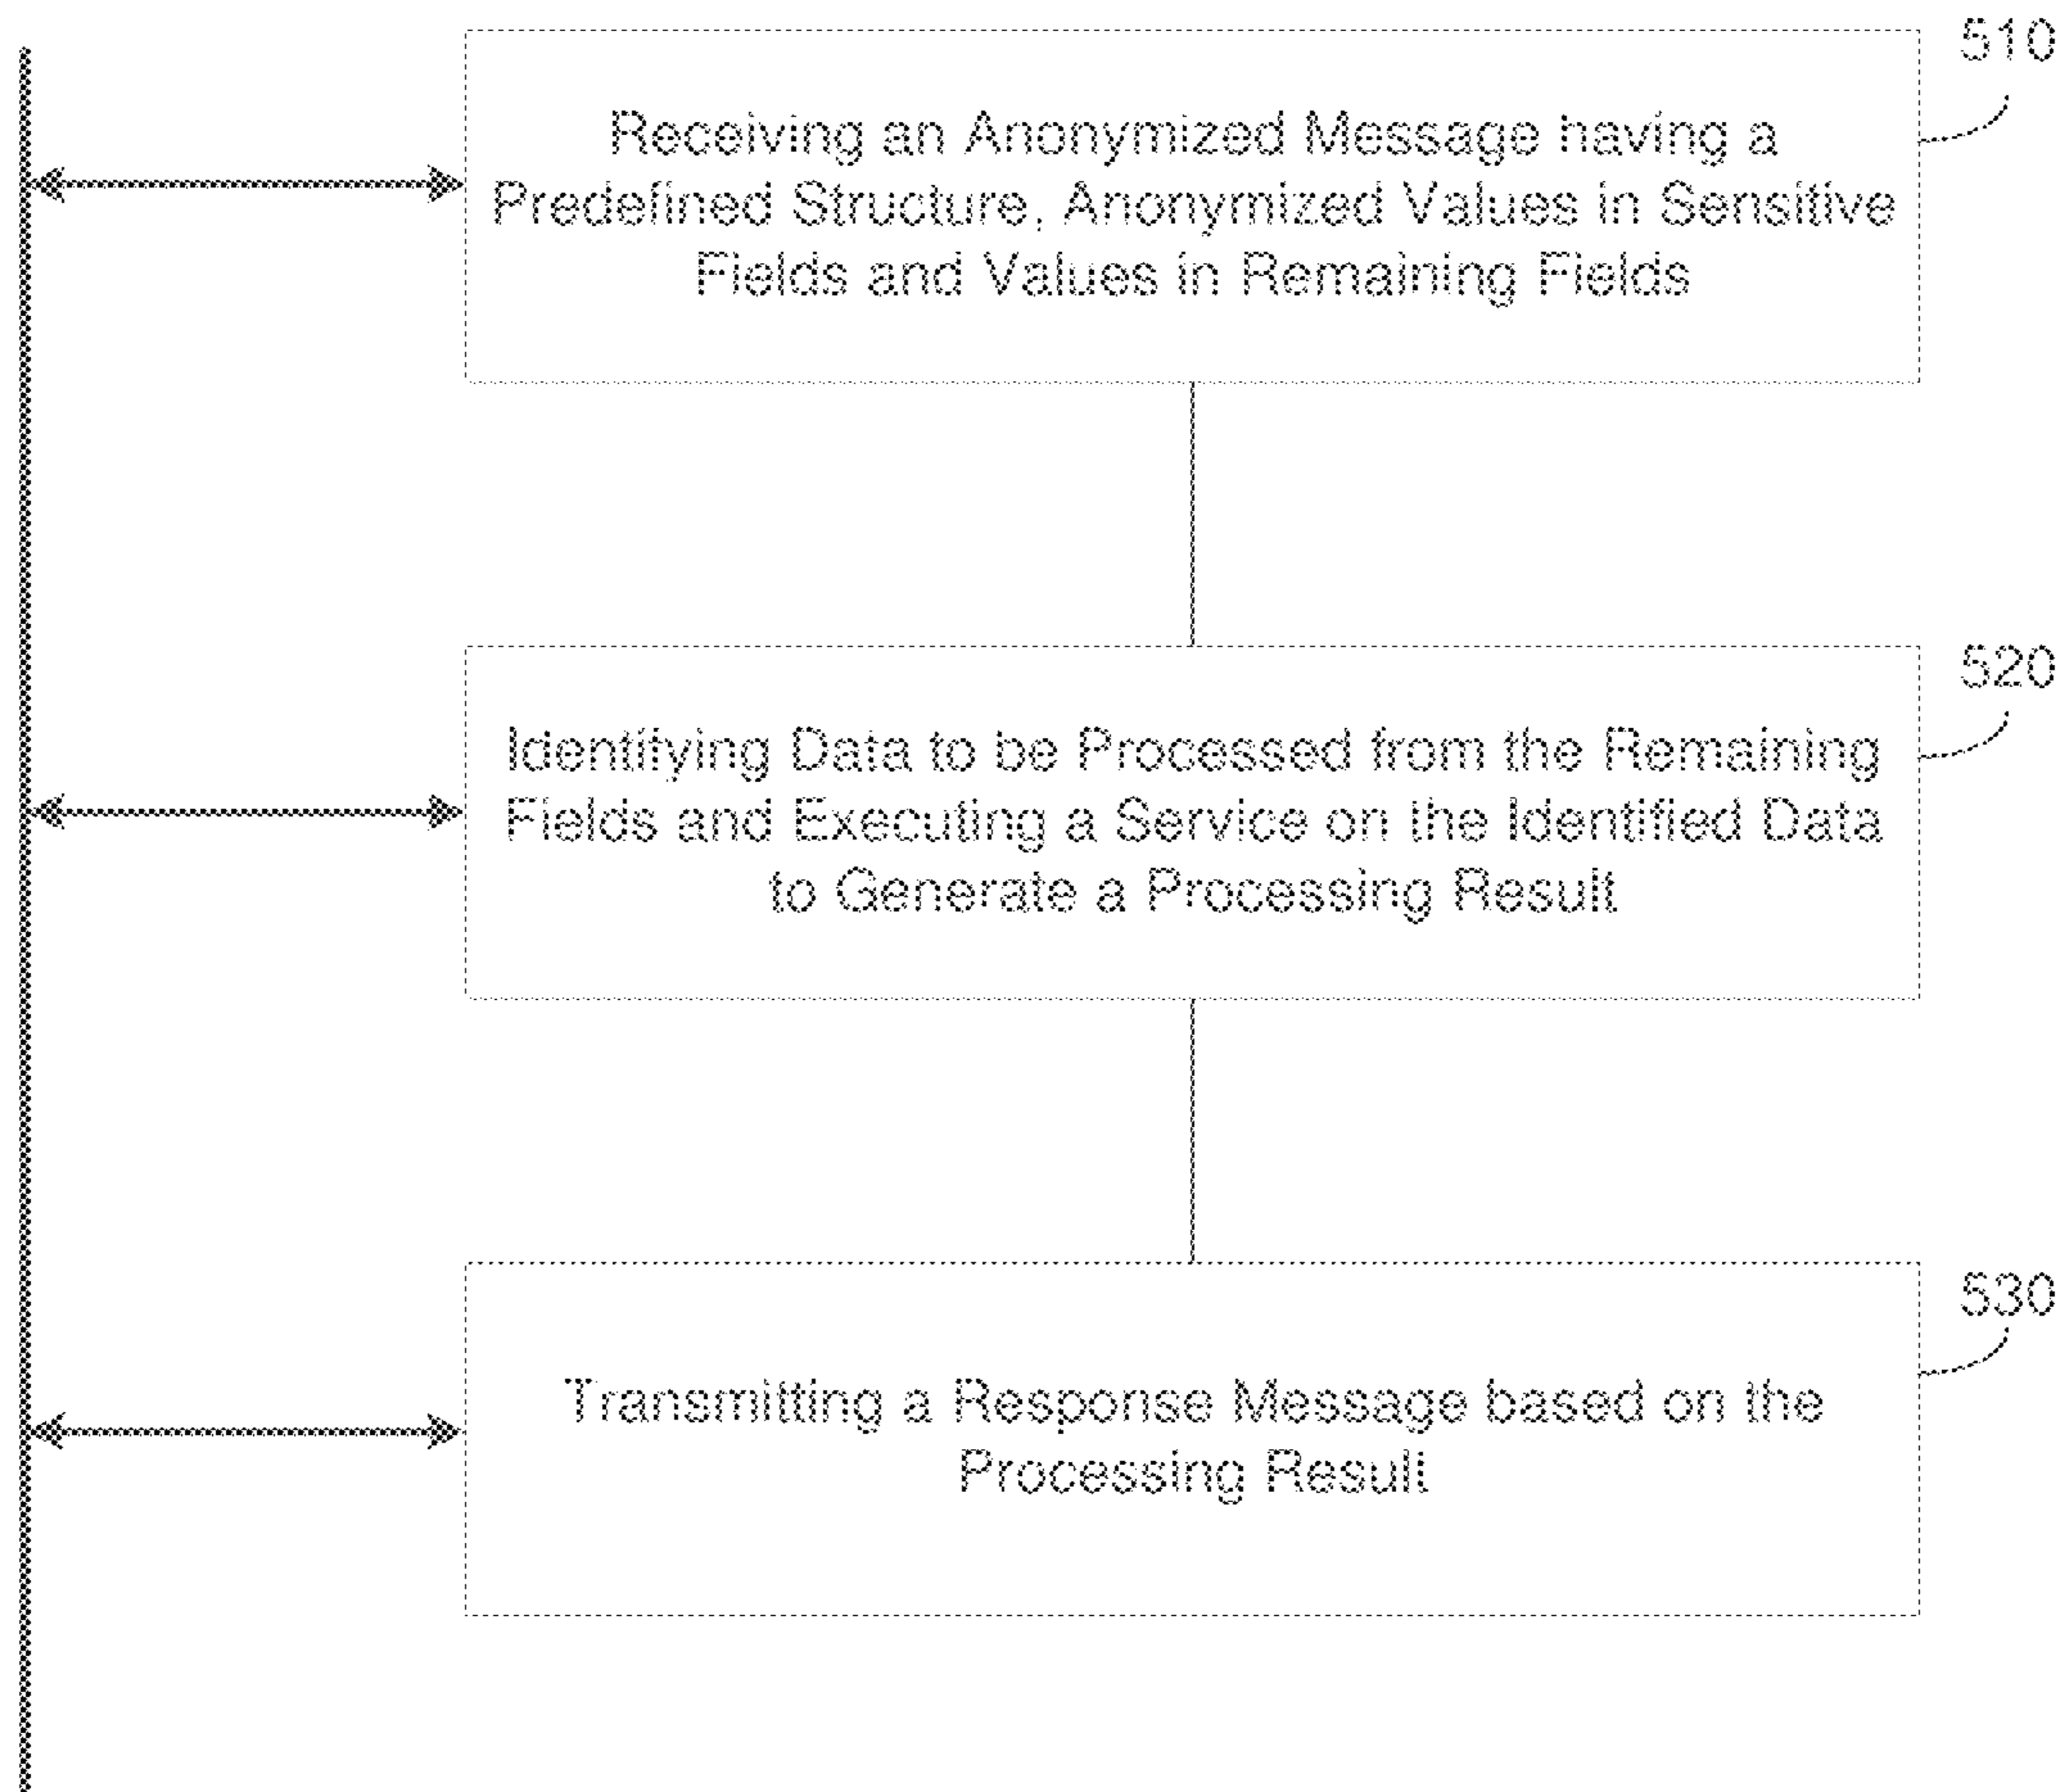 510
Receiving an Anonymized Message having a
Predefined Structure, Anonymized Values in Sensitive
Fields and Values in Remaining Fields
520
Identifying Data to be Processed from the Remaining
Fields and Executing a Service on the Identified Data
to Generate a Processing Result
530
Transmitting a Response Message based on the
Processing Result